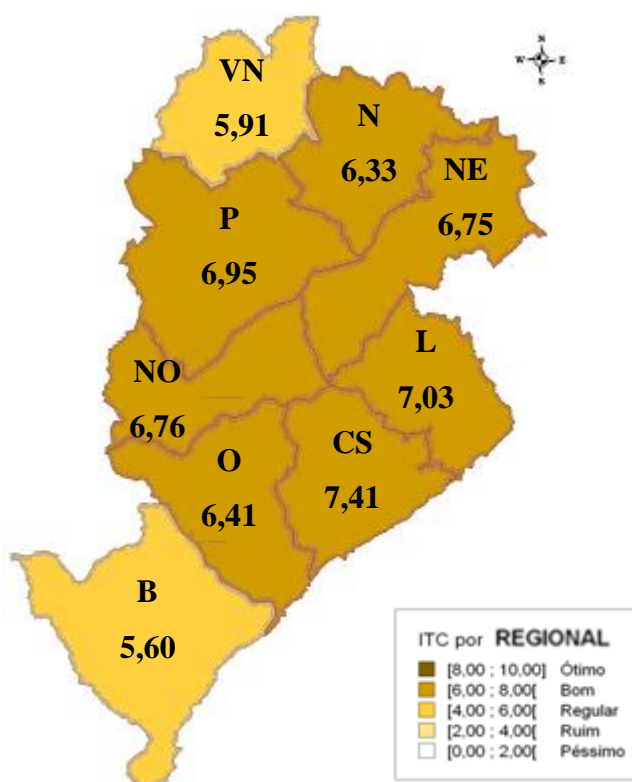 N
W E
S
VN
5,91
N
6,33
NE
6,75
P
6,95
L
7,03
NO
6,76
O
6,41
CS
7,41
B
5,60
ITC por REGIONAL
[8,00 ; 10,00] Ótimo
[6,00 ; 8,00[ Bom
[4,00 ; 6,00[ Regular
[2,00 ; 4,00[ Ruim
[0,00 ; 2,00[ Péssimo